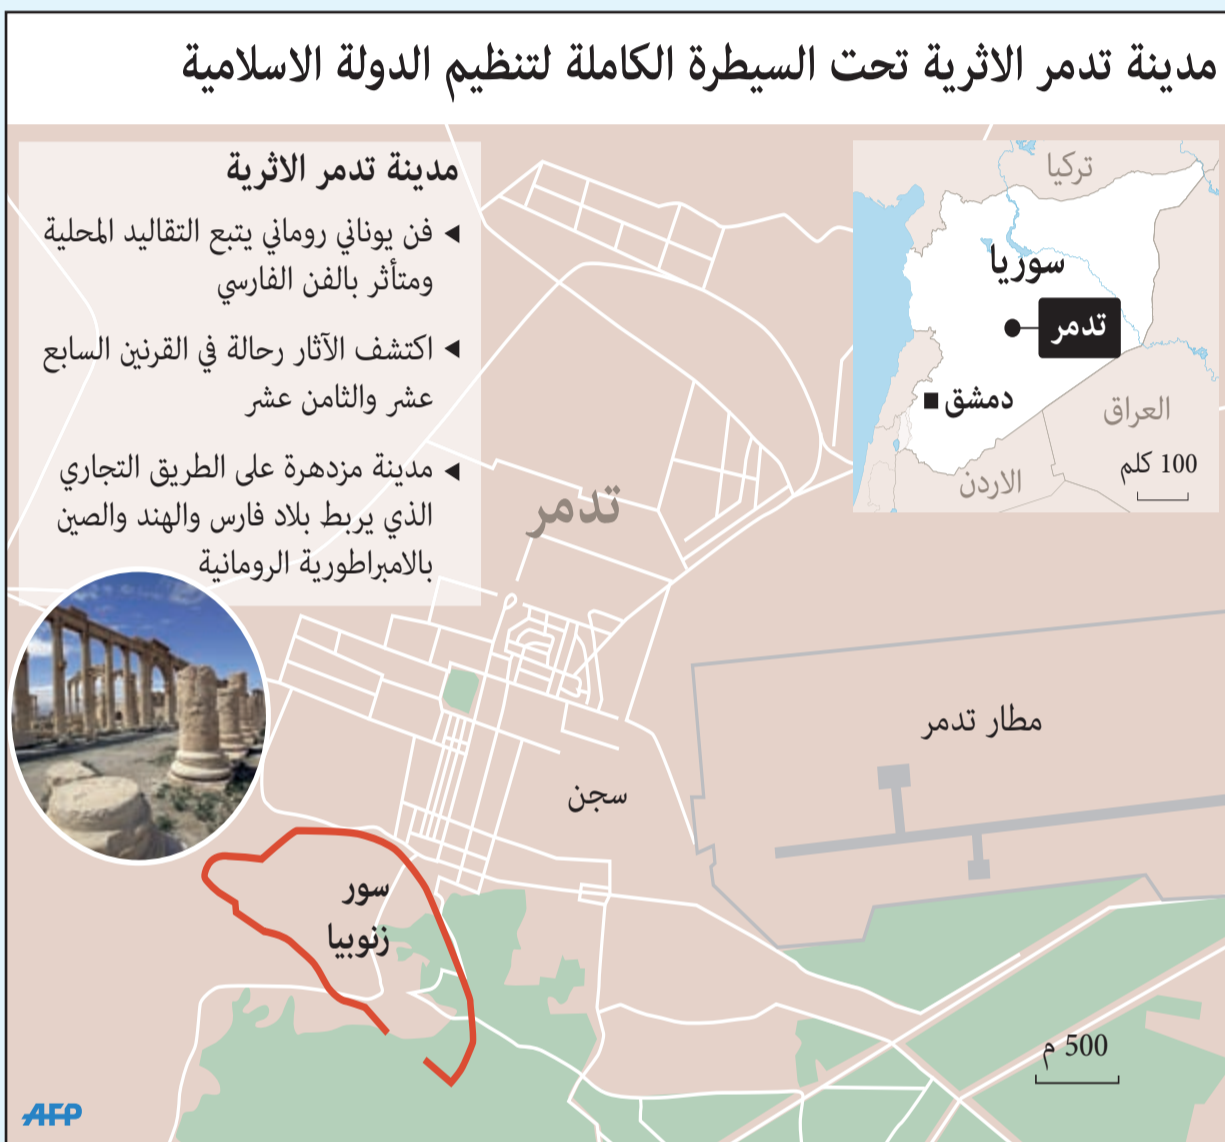 مدينة تدمر الاثرية تحت السيطرة الكاملة لتنظيم الدولة الاسلامية
مدينة تدمر الاثرية
فن يوناني روماني يتبع التقاليد المحلية
ومتأثر بالفن الفارسي
اكتشف الآثار رحالة في القرنين السابع
عشر والثامن عشر
مدينة مزدهرة على الطريق التجاري
الذي يربط بلاد فارس والهند والصين
بالامبراطورية الرومانية
تركيا
سوريا
تدمر
دمشق
العراق
الاردن
100 كلم
تدمر
مطار تدمر
سجن
سور
زنوبيا
500 م
AFP